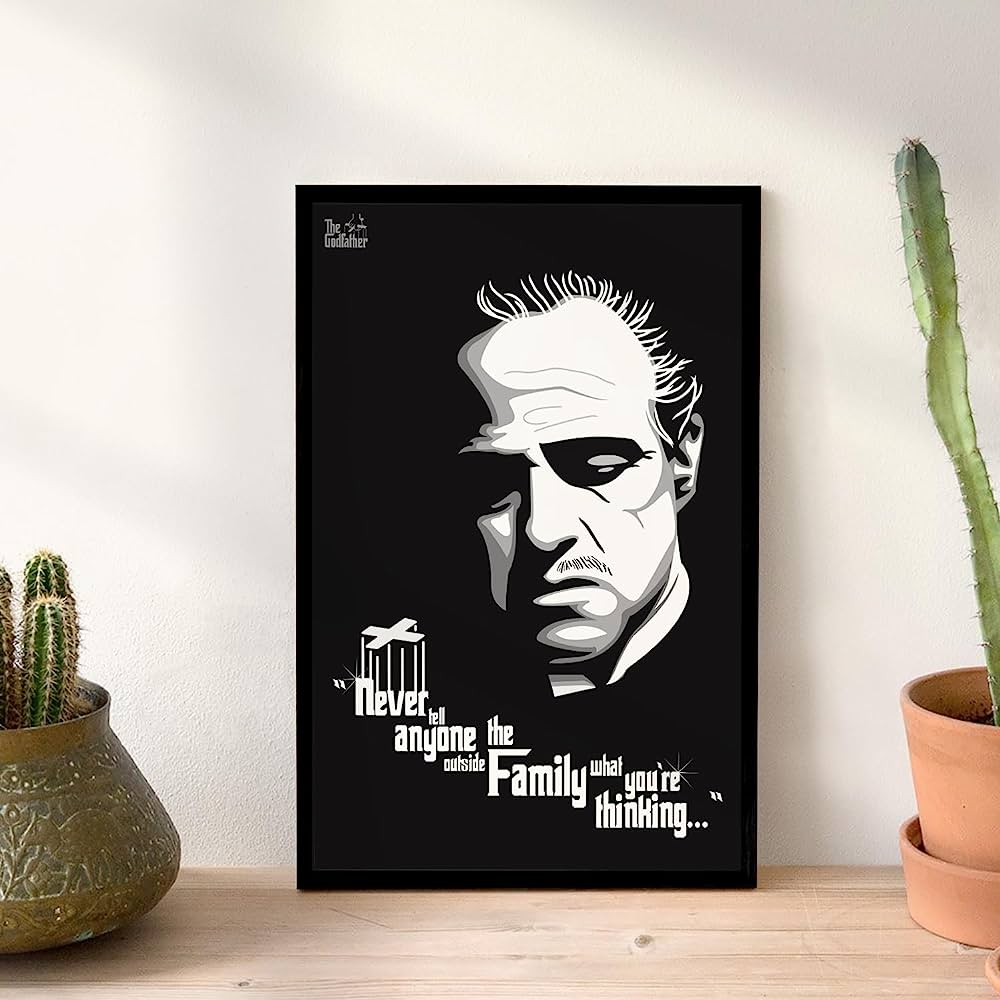 The
Godfather
"Never tell
anyone the
outside Family what
you're
thinking..."